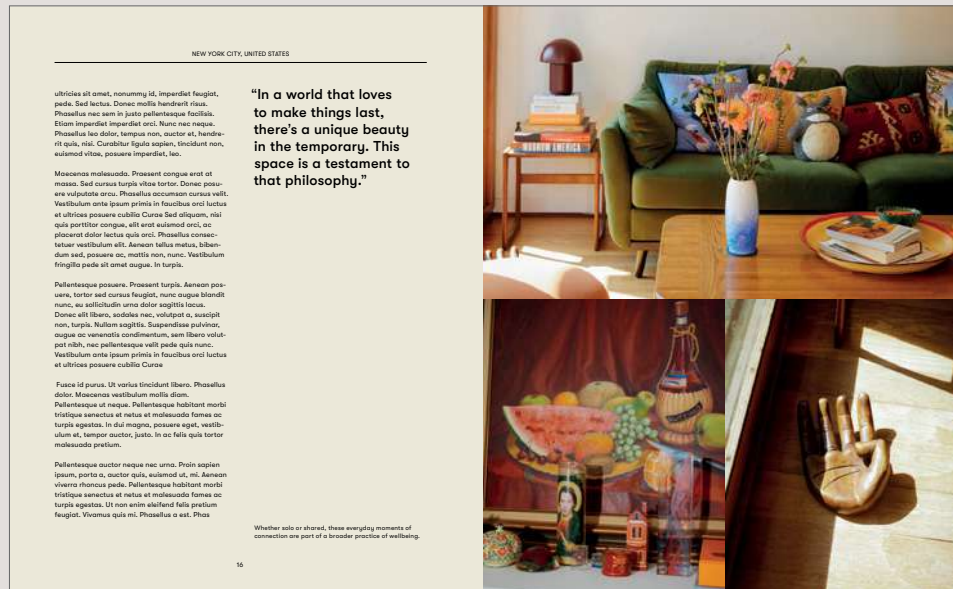 NEW YORK CITY, UNITED STATES
ultricies sit amet, nonummy id, imperdiet feugiat,
pede. Sed lectus. Donec mollis hendrerit risus.
Phasellus nec sem in justo pellentesque facilisis.
Etiam imperdiet imperdiet orci. Nunc nec neque.
Phasellus leo dolor, tempus non, auctor et, hendre-
rit quis, nisi. Curabitur ligula sapien, tincidunt non,
euismod vitae, posuere imperdiet, leo.
Maecenas malesuada. Praesent congue erat at
massa. Sed cursus turpis vitae tortor. Donec posu-
ere vulputate arcu. Phasellus accumsan cursus velit.
Vestibulum ante ipsum primis in faucibus orci luctus
et ultrices posuere cubilia Curae Sed aliquam, nisi
quis porttitor congue, elit erat euismod orci, ac
placerat dolor lectus quis orci. Phasellus consec-
tetuer vestibulum elit. Aenean tellus metus, biben-
dum sed, posuere ac, mattis non, nunc. Vestibulum
fringilla pede sit amet augue. In turpis.
Pellentesque posuere. Praesent turpis. Aenean pos-
uere, tortor sed cursus feugiat, nunc augue blandit
nunc, eu sollicitudin urna dolor sagittis lacus.
Donec elit libero, sodales nec, volutpat a, suscipit
non, turpis. Nullam sagittis. Suspendisse pulvinar,
augue ac venenatis condimentum, sem libero volut-
pat nibh, nec pellentesque velit pede quis nunc.
Vestibulum ante ipsum primis in faucibus orci luctus
et ultrices posuere cubilia Curae
Fusce id purus. Ut varius tincidunt libero. Phasellus
dolor. Maecenas vestibulum mollis diam.
Pellentesque ut neque. Pellentesque habitant morbi
tristique senectus et netus et malesuada fames ac
turpis egestas. In dui magna, posuere eget, vestib-
ulum et, tempor auctor, justo. In ac felis quis tortor
malesuada pretium.
Pellentesque auctor neque nec urna. Proin sapien
ipsum, porta a, auctor quis, euismod ut, mi. Aenean
viverra rhoncus pede. Pellentesque habitant morbi
tristique senectus et netus et malesuada fames ac
turpis egestas. Ut non enim eleifend felis pretium
feugiat. Vivamus quis mi. Phasellus a est. Phas
“In a world that loves
to make things last,
there’s a unique beauty
in the temporary. This
space is a testament to
that philosophy.”
Whether solo or shared, these everyday moments of
connection are part of a broader practice of wellbeing.
16